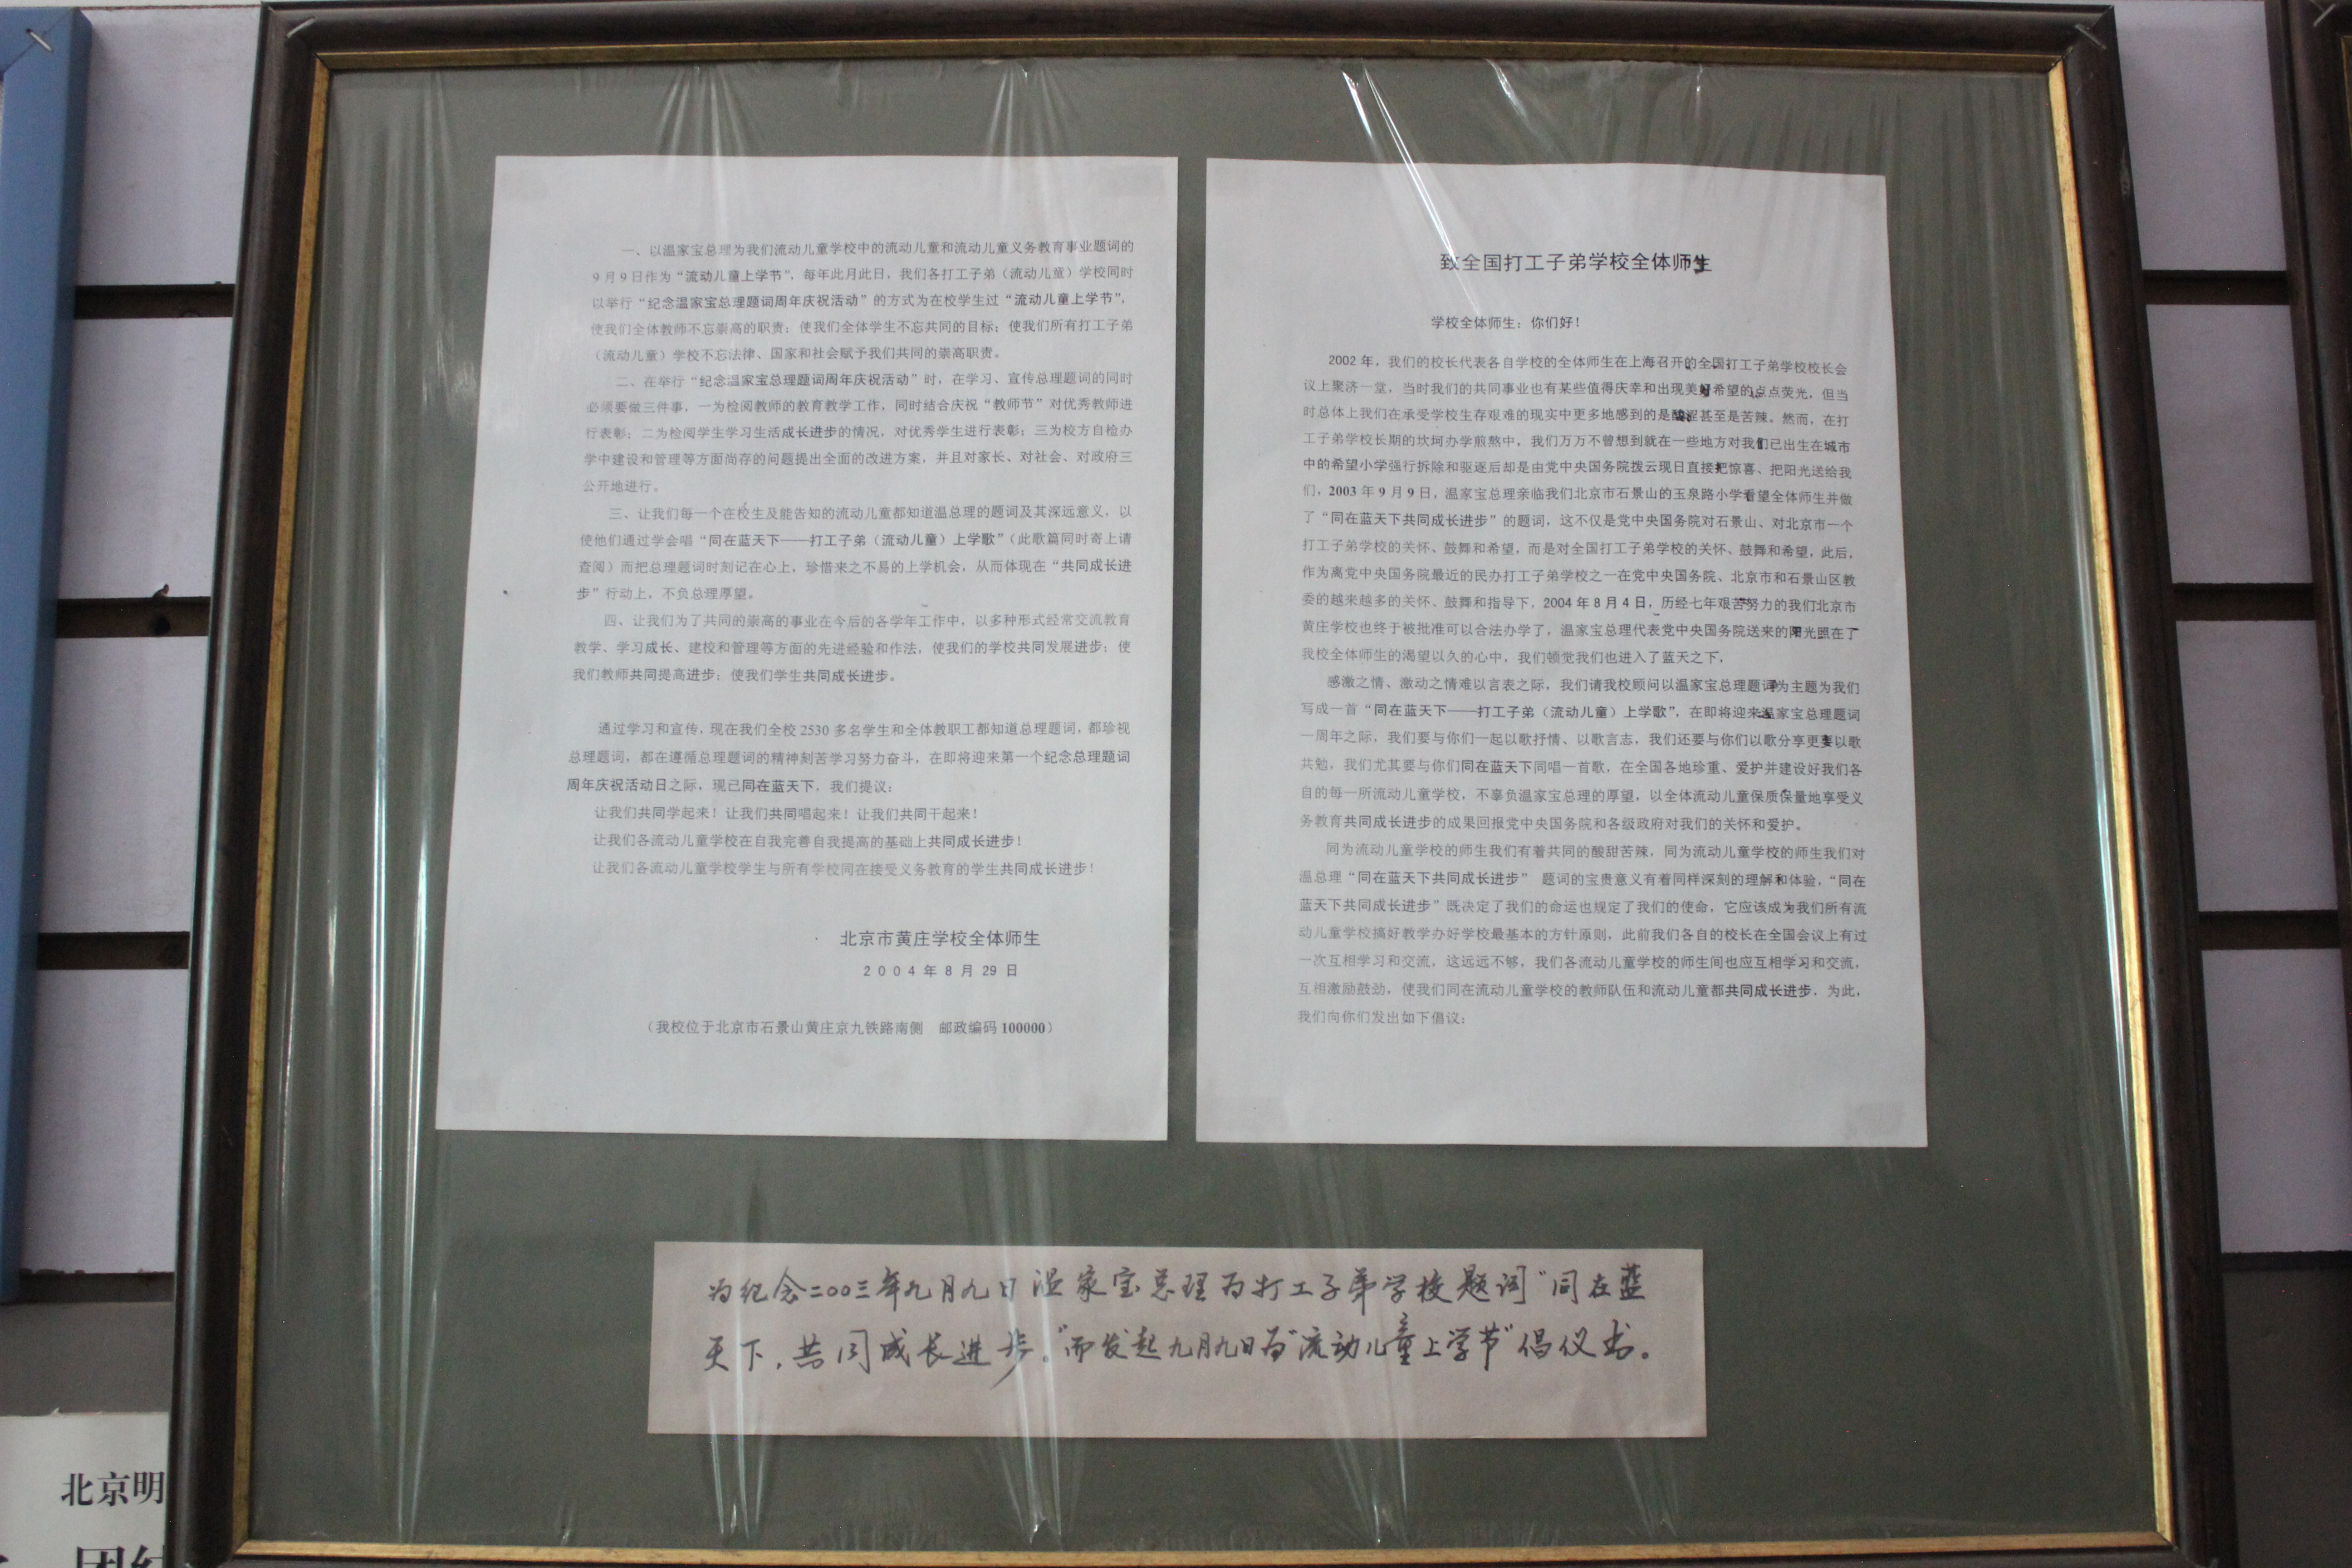 致全国打工子弟学校全体师生
学校全体师生：你们好！
2002 年，我们的校长代表各自学校的全体师生在上海召开的全国打工子弟学校校长会
议上聚济一堂，当时我们的共同事业也有某些值得庆幸和出现美好希望的点点荧光，但当
时总体上我们在承受学校生存艰难的现实中更多地感到的是酸涩甚至是苦辣。然而，在打
工子弟学校长期的坎坷办学煎熬中，我们万万不曾想到就在一些地方对我们已出生在城市
中的希望小学强行拆除和驱逐后却是由党中央国务院拨云现日直接把惊喜、把阳光送给我
们，2003 年 9 月 9 日，温家宝总理亲临我们北京市石景山的玉泉路小学看望全体师生并做
了“同在蓝天下共同成长进步”的题词，这不仅是党中央国务院对石景山、对北京市一个
打工子弟学校的关怀、鼓舞和希望，而是对全国打工子弟学校的关怀、鼓舞和希望，此后，
作为离党中央国务院最近的民办打工子弟学校之一在党中央国务院、北京市和石景山区教
委的越来越多的关怀、鼓舞和指导下，2004 年 8 月 4 日，历经七年艰苦努力的我们北京市
黄庄学校也终于被批准可以合法办学了，温家宝总理代表党中央国务院送来的阳光照在了
我校全体师生的渴望以久的心中，我们顿觉我们也进入了蓝天之下，
感激之情、激动之情难以言表之际，我们请我校顾问以温家宝总理题词为主题为我们
写成一首“同在蓝天下——打工子弟（流动儿童）上学歌”，在即将迎来温家宝总理题词
一周年之际，我们要与你们一起以歌抒情、以歌言志，我们还要与你们以歌分享更要以歌
共勉，我们尤其要与你们同在蓝天下同唱一首歌，在全国各地珍重、爱护并建设好我们各
自的每一所流动儿童学校，不辜负温家宝总理的厚望，以全体流动儿童保质保量地享受义
务教育共同成长进步的成果回报党中央国务院和各级政府对我们的关怀和爱护。
同为流动儿童学校的师生我们有着共同的酸甜苦辣，同为流动儿童学校的师生我们对
温总理“同在蓝天下共同成长进步” 题词的宝贵意义有着同样深刻的理解和体验，“同在
蓝天下共同成长进步”既决定了我们的命运也规定了我们的使命，它应该成为我们所有流
动儿童学校搞好教学办好学校最基本的方针原则，此前我们各自的校长在全国会议上有过
一次互相学习和交流，这远远不够，我们各流动儿童学校的师生间也应互相学习和交流，
互相激励鼓劲，使我们同在流动儿童学校的教师队伍和流动儿童都共同成长进步，为此，
我们向你们发出如下倡议：
一、以温家宝总理为我们流动儿童学校中的流动儿童和流动儿童义务教育事业题词的
9 月 9 日作为“流动儿童上学节”，每年此月此日，我们各打工子弟（流动儿童）学校同时
以举行“纪念温家宝总理题词周年庆祝活动”的方式为在校学生过“流动儿童上学节”，
使我们全体教师不忘崇高的职责；使我们全体学生不忘共同的目标；使我们所有打工子弟
（流动儿童）学校不忘法律、国家和社会赋予我们共同的崇高职责。
二、在举行“纪念温家宝总理题词周年庆祝活动”时，在学习、宣传总理题词的同时
必须要做三件事，一为检阅教师的教育教学工作，同时结合庆祝“教师节”对优秀教师进
行表彰；二为检阅学生学习生活成长进步的情况，对优秀学生进行表彰；三为校方自检办
学中建设和管理等方面尚存的问题提出全面的改进方案，并且对家长、对社会、对政府三
公开地进行。
三、让我们每一个在校生及能告知的流动儿童都知道温总理的题词及其深远意义，以
使他们通过学会唱“同在蓝天下——打工子弟（流动儿童）上学歌”（此歌篇同时寄上请
查阅）而把总理题词时刻记在心上，珍惜来之不易的上学机会，从而体现在“共同成长进
步”行动上，不负总理厚望。
四、让我们为了共同的崇高的事业在今后的各学年工作中，以多种形式经常交流教育
教学、学习成长、建校和管理等方面的先进经验和作法，使我们的学校共同发展进步；使
我们教师共同提高进步；使我们学生共同成长进步。
通过学习和宣传，现在我们全校 2530 多名学生和全体教职工都知道总理题词，都珍视
总理题词，都在遵循总理题词的精神刻苦学习努力奋斗，在即将迎来第一个纪念总理题词
周年庆祝活动日之际，现已同在蓝天下，我们提议：
让我们共同学起来！让我们共同唱起来！让我们共同干起来！
让我们各流动儿童学校在自我完善自我提高的基础上共同成长进步！
让我们各流动儿童学校学生与所有学校同在接受义务教育的学生共同成长进步！
北京市黄庄学校全体师生
2 0 0 4 年 8 月 29 日
（我校位于北京市石景山黄庄京九铁路南侧 邮政编码 100000）
为纪念二00三年九月九日温家宝总理为打工子弟学校题词“同在蓝
天下，共同成长进步。”而发起九月九日为“流动儿童上学节”倡仪书。
北京明